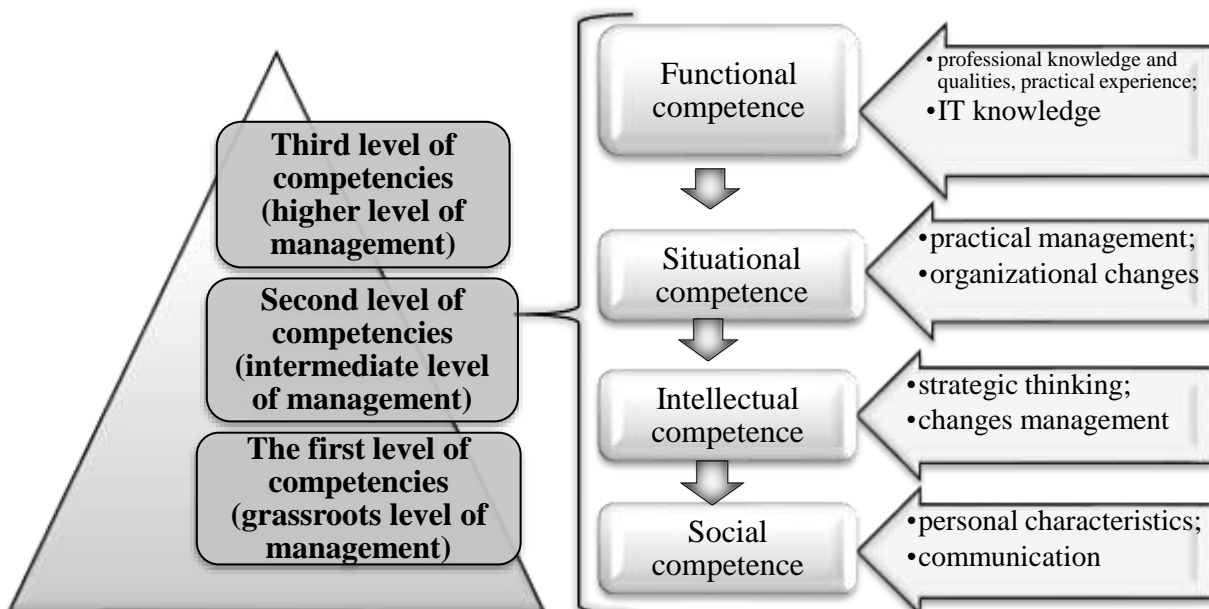 Third level of
competencies
(higher level of
management)
Second level of
competencies
(intermediate level
of management)
The first level of
competencies
(grassroots level of
management)
Functional
competence
• professional knowledge and
qualities, practical experience;
•IT knowledge
Situational
competence
•practical management;
•organizational changes
Intellectual
competence
•strategic thinking;
•changes management
Social
competence
•personal characteristics;
•communication